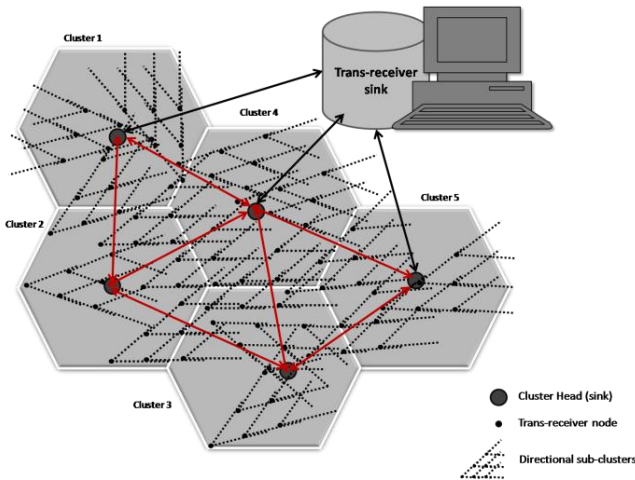 Cluster 1
Trans-receiver
sink
Cluster 4
Cluster 5
Cluster 2
Cluster 3
Cluster Head (sink)
Trans-receiver node
Directional sub-clusters